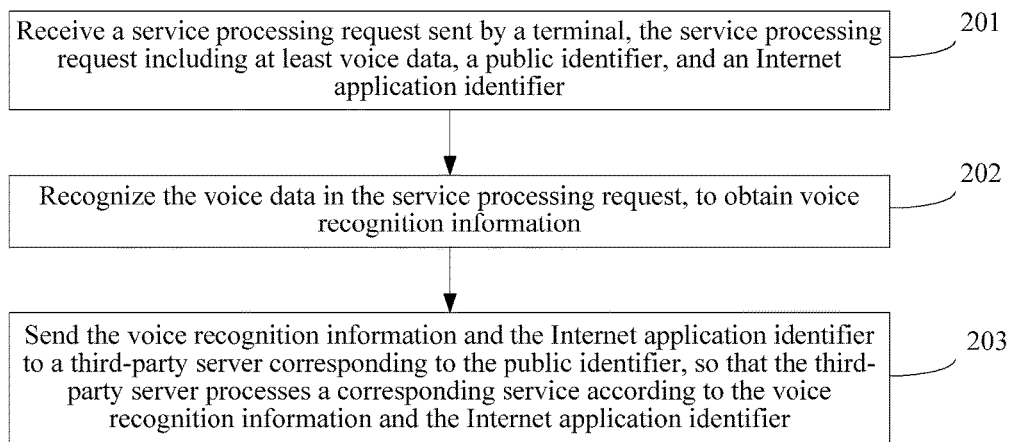 Receive a service processing request sent by a terminal, the service processing
request including at least voice data, a public identifier, and an Internet
application identifier
201
Recognize the voice data in the service processing request, to obtain voice
recognition information
202
Send the voice recognition information and the Internet application identifier
to a third-party server corresponding to the public identifier, so that the third-
party server processes a corresponding service according to the voice
recognition information and the Internet application identifier
203